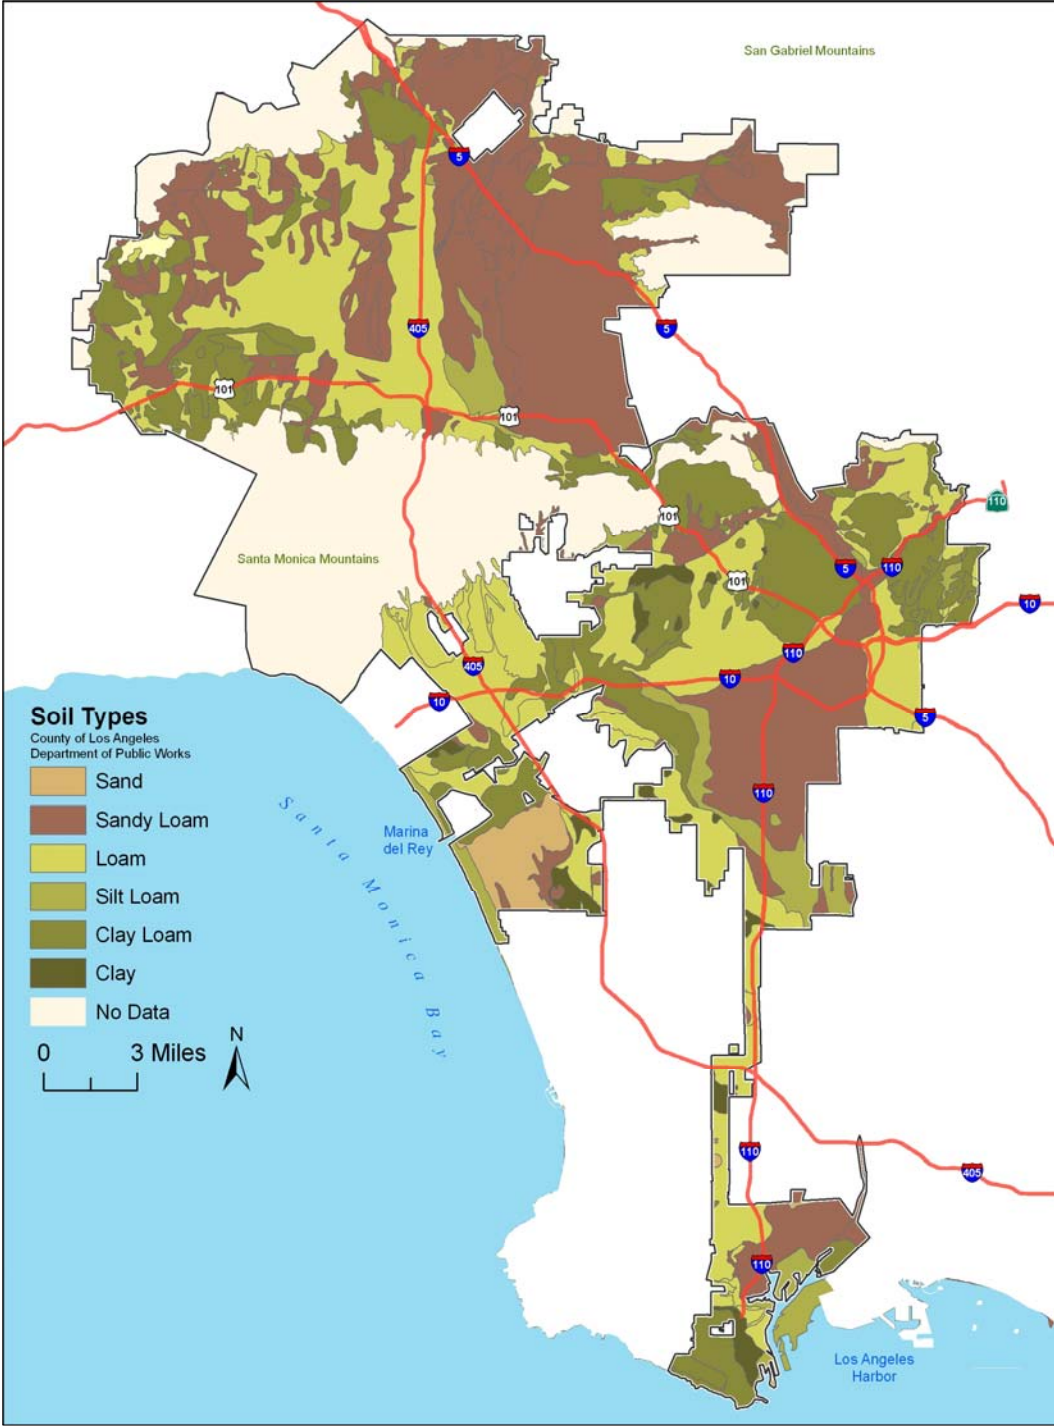 San Gabriel Mountains
5
405
5
101
101
110
101
Santa Monica Mountains
5
110
101
10
110
405
10
10
5
Soil Types
County of Los Angeles
Department of Public Works
Sand
Sandy Loam
Loam
Silt Loam
Clay Loam
Clay
No Data
0 3 Miles
N
Santa Monica Bay
Marina
del Rey
110
110
405
110
Los Angeles
Harbor